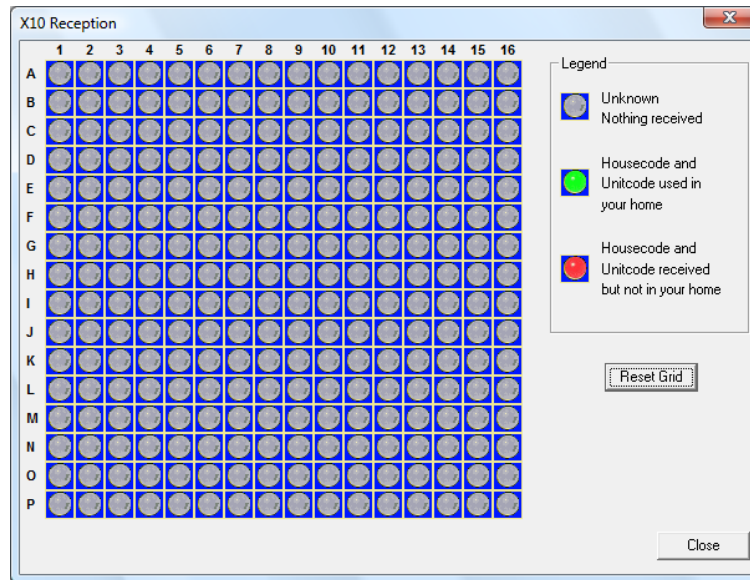 X10 Reception
1 2 3 4 5 6 7 8 9 10 11 12 13 14 15 16
A
B
C
D
E
F
G
H
I
J
K
L
M
N
O
P
Legend
Unknown
Nothing received
Housecode and
Unitcode used in
your home
Housecode and
Unitcode received
but not in your home
Reset Grid
Close